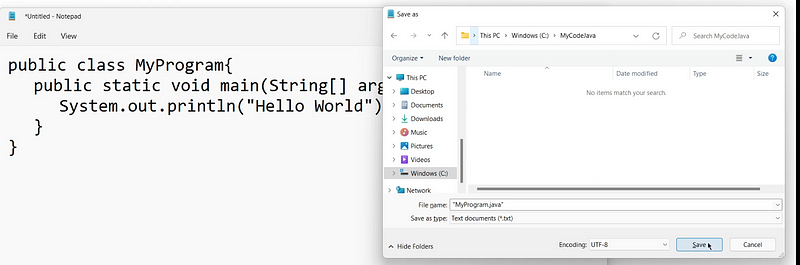 *Untitled - Notepad
File Edit View
public class MyProgram{
public static void main(String[] arg
System.out.println("Hello World")
}
}
Save as
This PC > Windows (C:) > MyCodeJava
Search MyCodeJava
Organize New folder
This PC
Desktop
Documents
Downloads
Music
Pictures
Videos
Windows (C:)
Network
Name Date modified Type Size
No items match your search.
File name: "MyProgram.java"
Save as type: Text documents (*.txt)
Hide Folders Encoding: UTF-8 Save Cancel